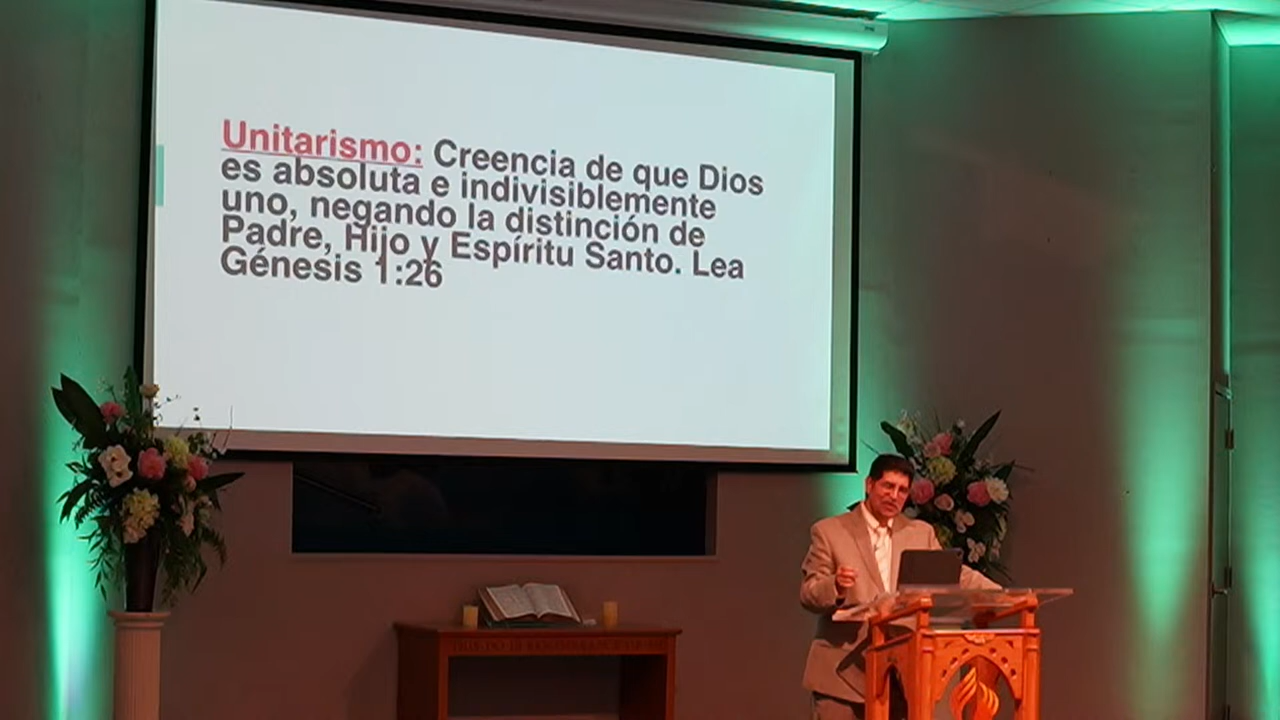 Unitarismo: Creencia de que Dios
es absoluta e indivisiblemente
uno, negando la distinción de
Padre, Hijo y Espíritu Santo. Lea
Génesis 1:26